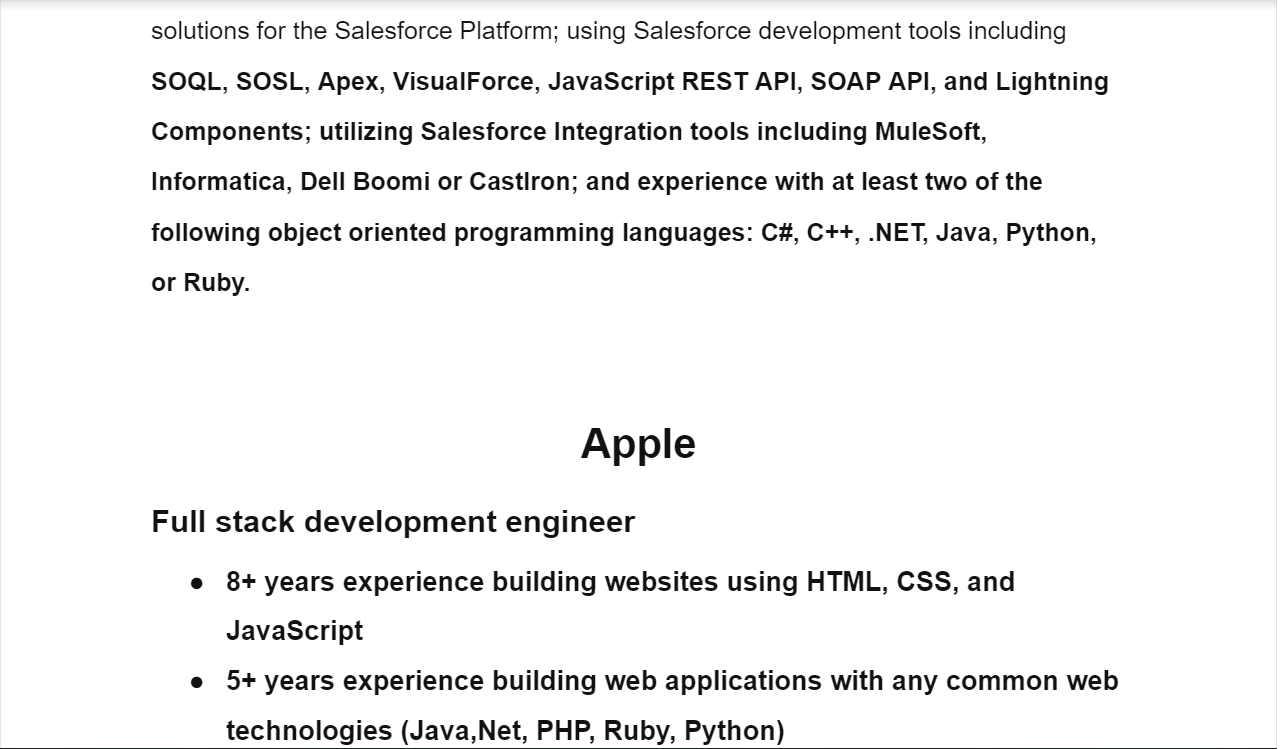 solutions for the Salesforce Platform; using Salesforce development tools including
SOQL, SOSL, Apex, VisualForce, JavaScript REST API, SOAP API, and Lightning
Components; utilizing Salesforce Integration tools including MuleSoft,
Informatica, Dell Boomi or CastIron; and experience with at least two of the
following object oriented programming languages: C#, C++, .NET, Java, Python,
or Ruby.
Apple
Full stack development engineer
● 8+ years experience building websites using HTML, CSS, and
JavaScript
● 5+ years experience building web applications with any common web
technologies (Java,Net, PHP, Ruby, Python)